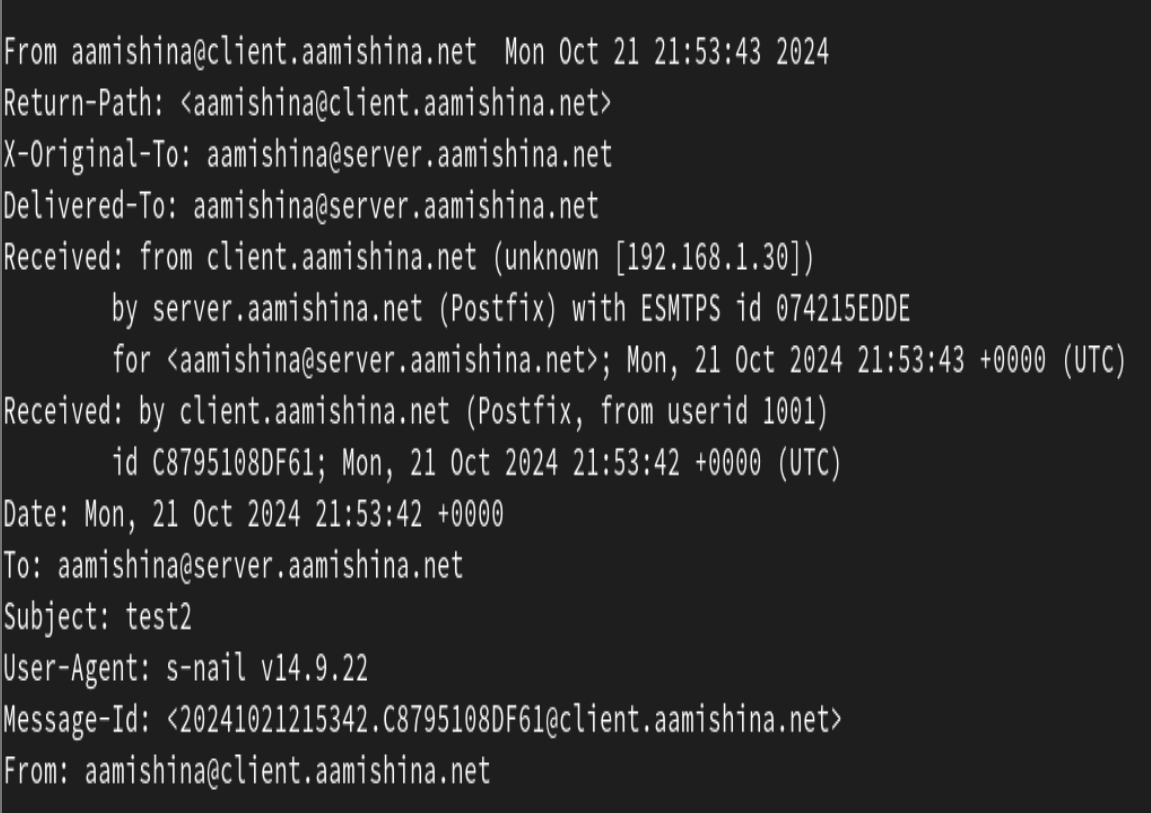 From aamishina@client.aamishina.net  Mon Oct 21 21:53:43 2024
Return-Path: <aamishina@client.aamishina.net>
X-Original-To: aamishina@server.aamishina.net
Delivered-To: aamishina@server.aamishina.net
Received: from client.aamishina.net (unknown [192.168.1.30])
        by server.aamishina.net (Postfix) with ESMTPS id 074215EDDE
        for <aamishina@server.aamishina.net>; Mon, 21 Oct 2024 21:53:43 +0000 (UTC)
Received: by client.aamishina.net (Postfix, from userid 1001)
        id C8795108DF61; Mon, 21 Oct 2024 21:53:42 +0000 (UTC)
Date: Mon, 21 Oct 2024 21:53:42 +0000
To: aamishina@server.aamishina.net
Subject: test2
User-Agent: s-nail v14.9.22
Message-Id: <20241021215342.C8795108DF61@client.aamishina.net>
From: aamishina@client.aamishina.net